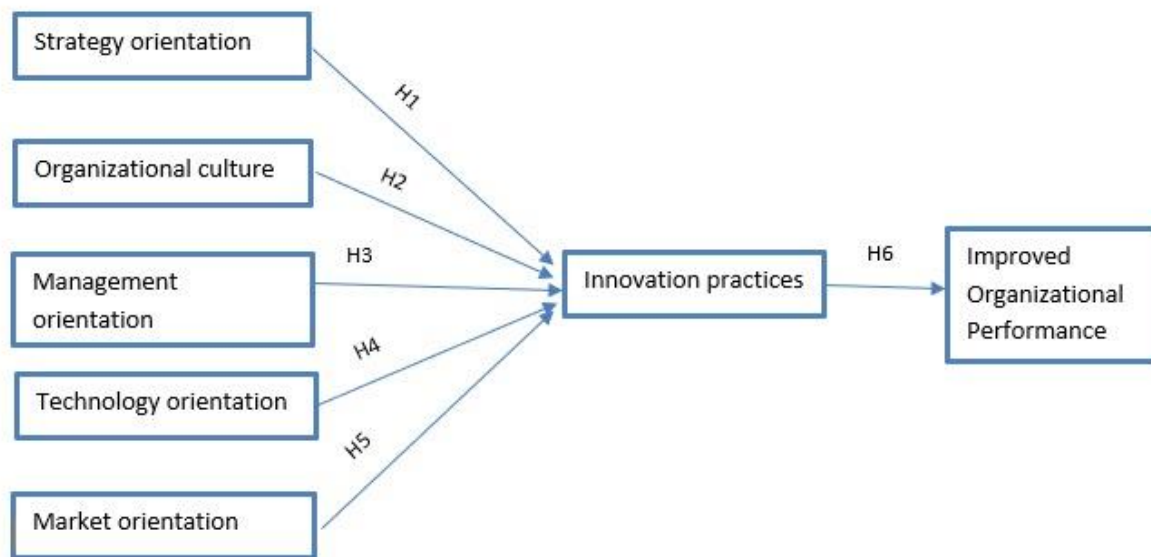 Strategy orientation
H1
Organizational culture
H2
Management
orientation
H3
Technology orientation
H4
Market orientation
H5
Innovation practices
H6
Improved
Organizational
Performance